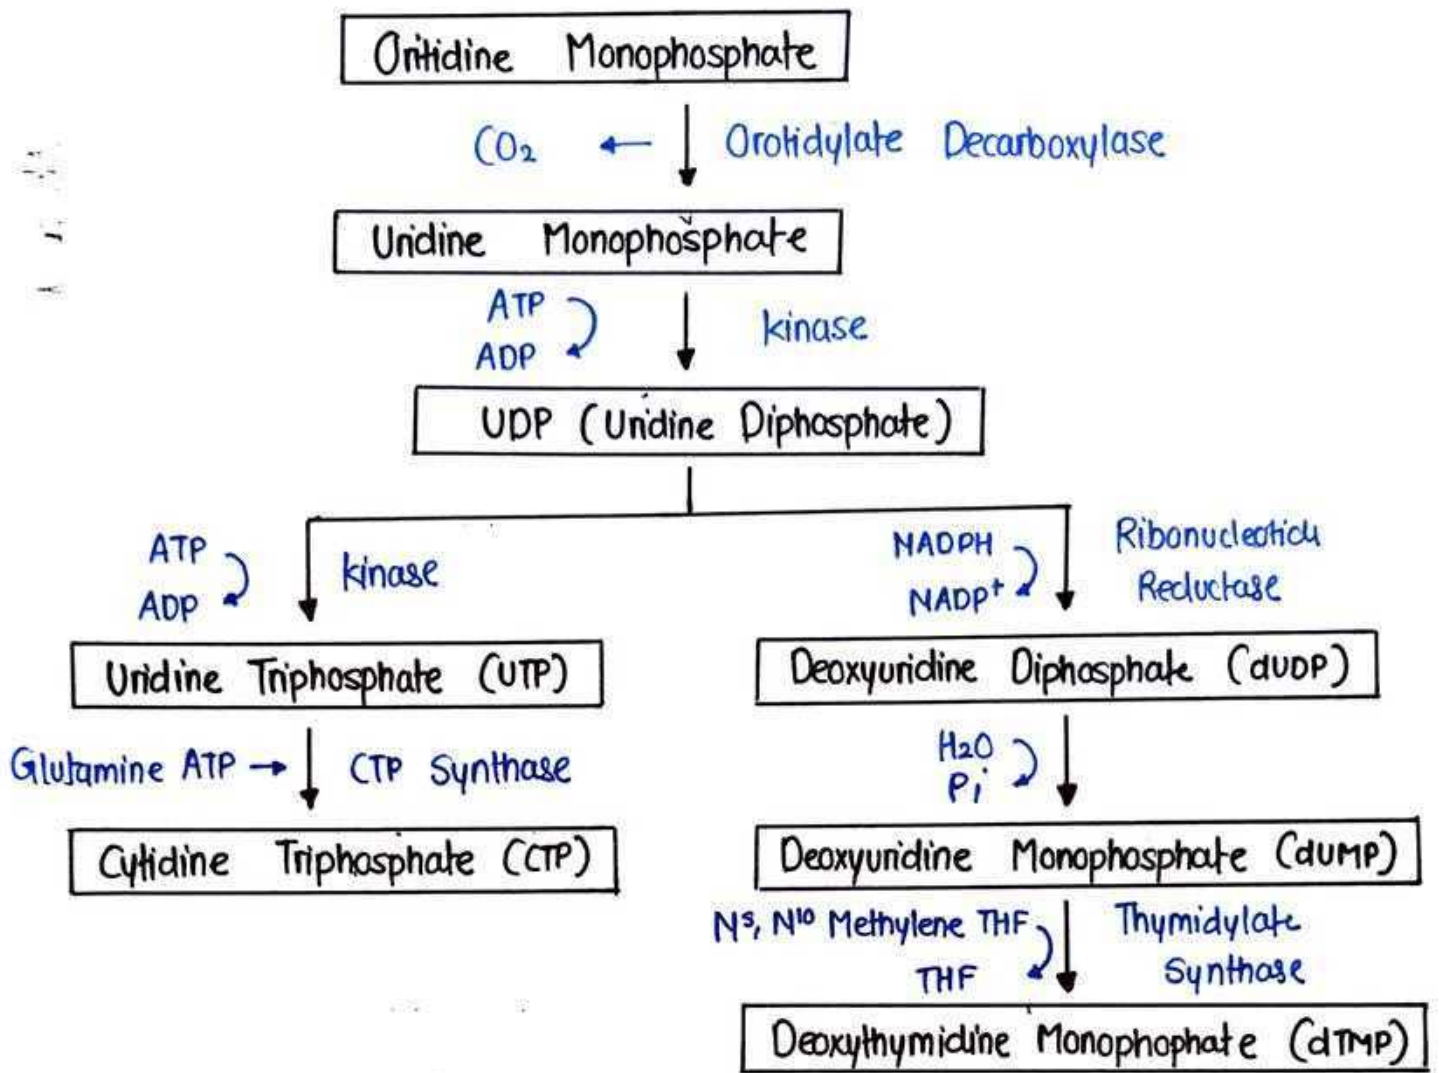 Oritidine Monophosphate
CO2 ← Orotidylate Decarboxylase
Uridine Monophosphate
ATP
ADP
kinase
UDP (Uridine Diphosphate)
ATP
ADP
kinase
NADPH
NADP+
Ribonucleotide
Reductase
Uridine Triphosphate (UTP)
Deoxyuridine Diphosphate (dUDP)
Glutamine ATP → CTP Synthase
H2O
Pi
Cytidine Triphosphate (CTP)
Deoxyuridine Monophosphate (dUMP)
N5, N10 Methylene THF
THF
Thymidylate
Synthase
Deoxythymidine Monophophate (dTMP)